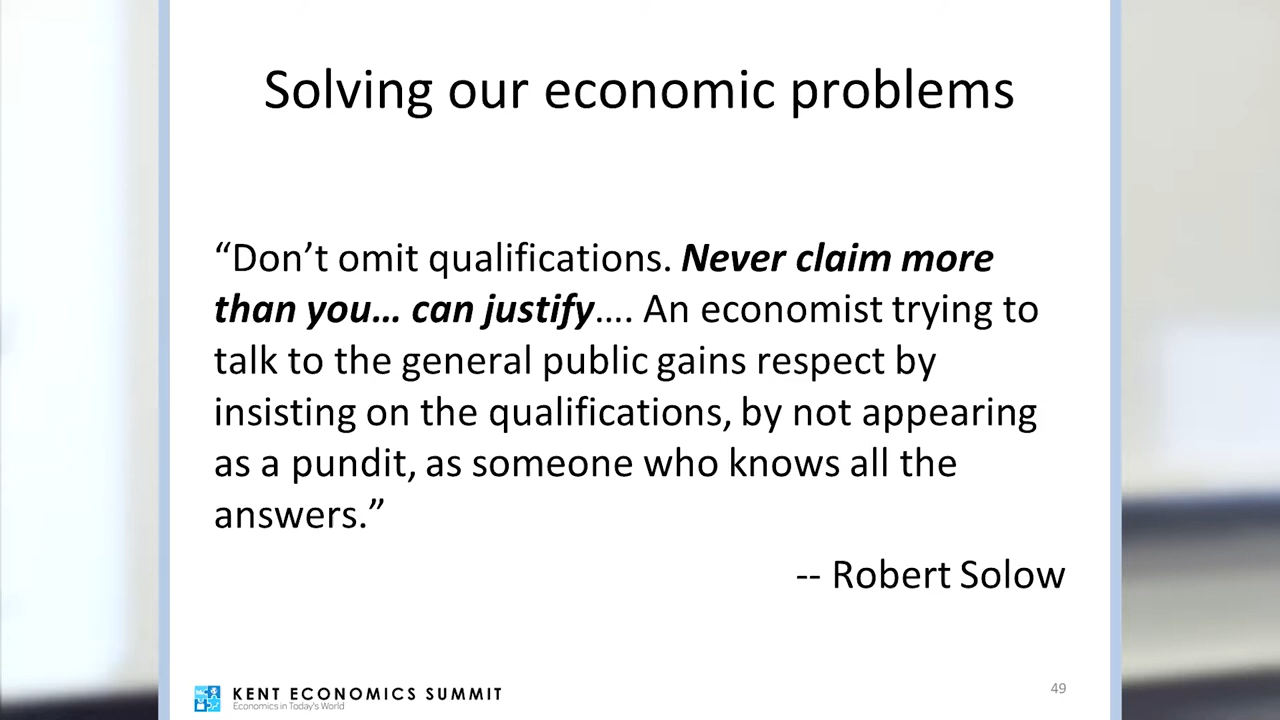 Solving our economic problems
“Don’t omit qualifications. Never claim more
than you… can justify…. An economist trying to
talk to the general public gains respect by
insisting on the qualifications, by not appearing
as a pundit, as someone who knows all the
answers.”
-- Robert Solow
KENT ECONOMICS SUMMIT
Economics in Today's World
49